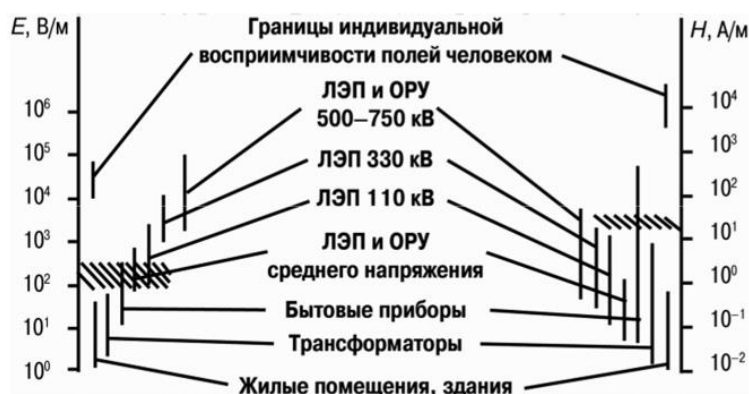 E, В/м
Границы индивидуальной
восприимчивости полей человеком
H, А/м
ЛЭП и ОРУ
500–750 кВ
ЛЭП 330 кВ
ЛЭП 110 кВ
ЛЭП и ОРУ
среднего напряжения
Бытовые приборы
Трансформаторы
Жилые помещения, здания
10⁶
10⁵
10⁴
10³
10²
10¹
10⁰
10⁴
10³
10²
10¹
10⁰
10⁻¹
10⁻²